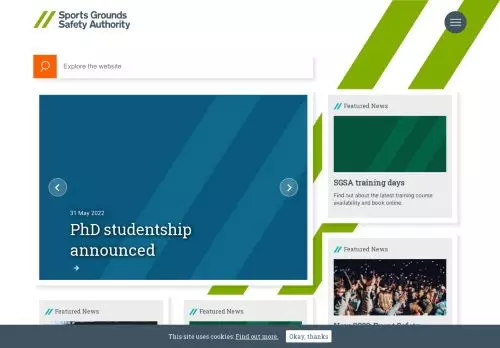 Sports Grounds
Safety Authority
Explore the website
31 May 2022
PhD studentship
announced
Featured News
SGSA training days
Find out about the latest training course
availability and book online.
Featured News
Featured News
Featured News
This site uses cookies: Find out more.
Okay, thanks